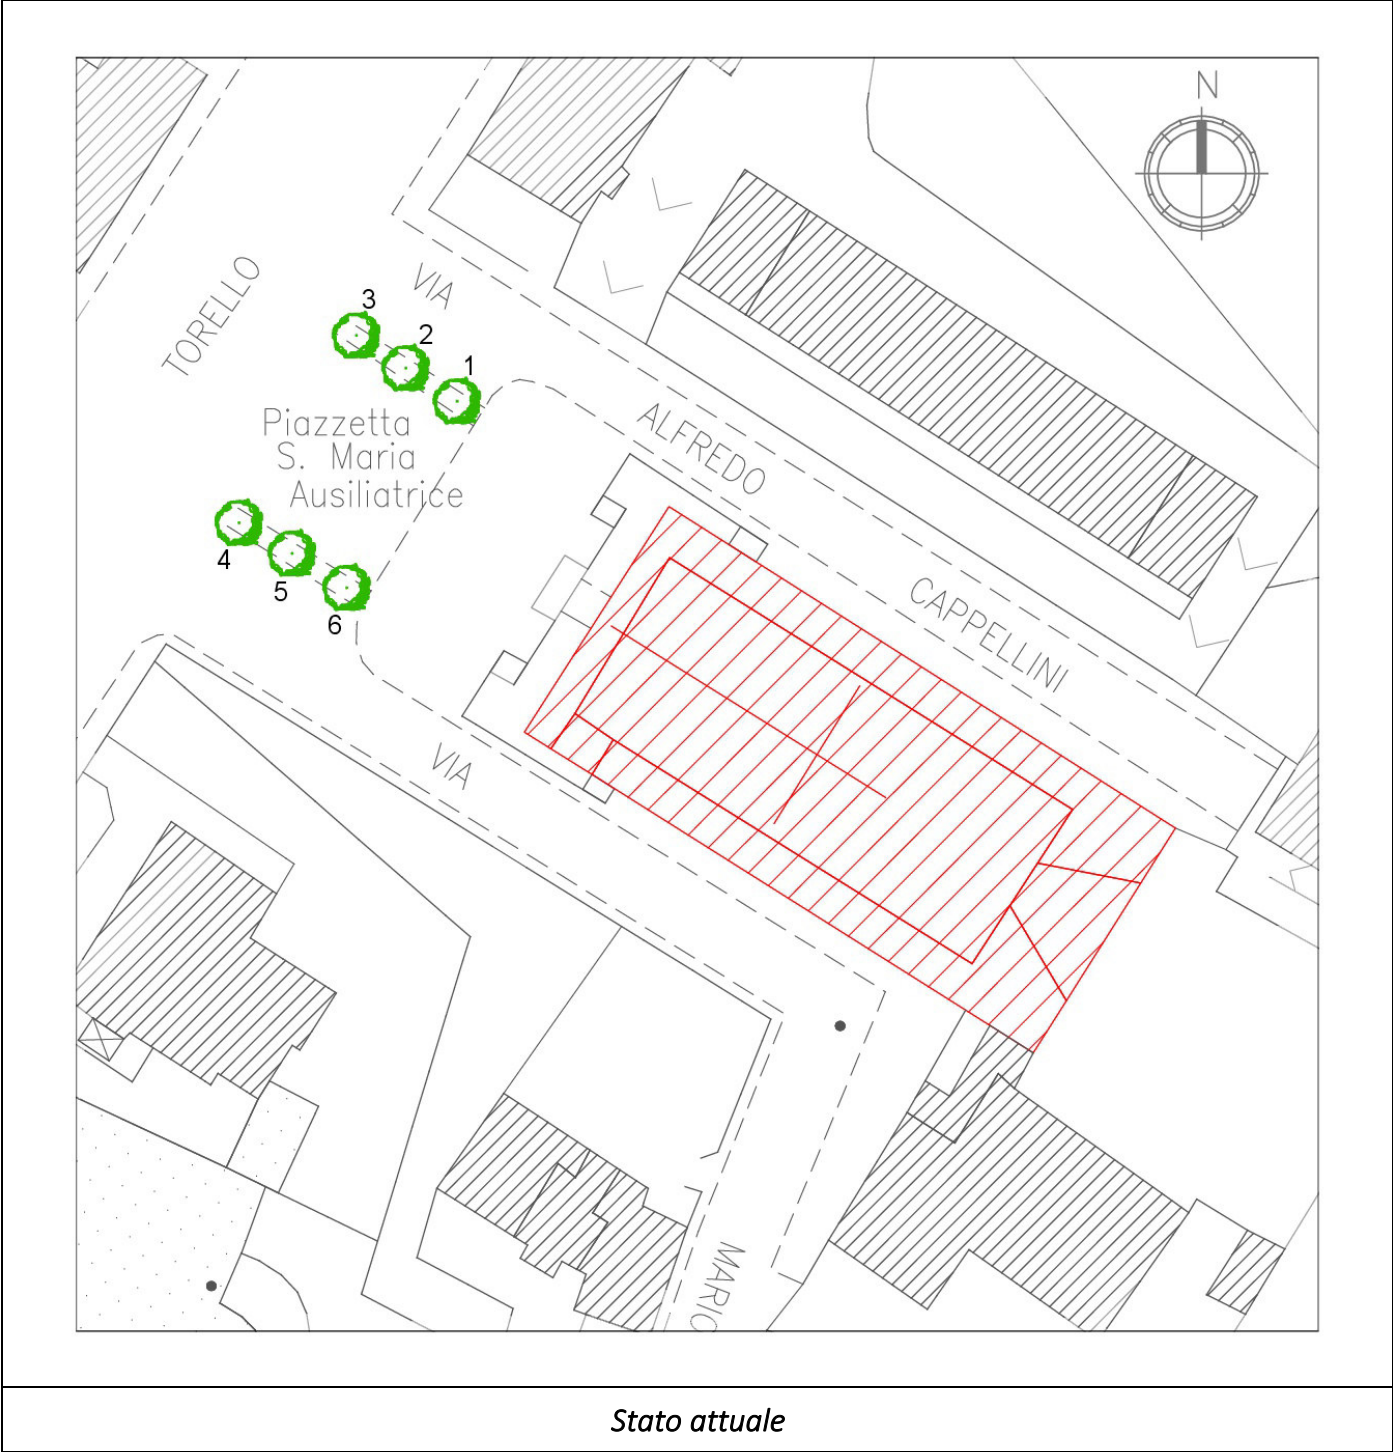 N
VIA
TORELLO
3
2
1
Piazzetta
S. Maria
Ausiliatrice
ALFREDO
CAPPELLINI
4
5
6
VIA
MARIO
Stato attuale